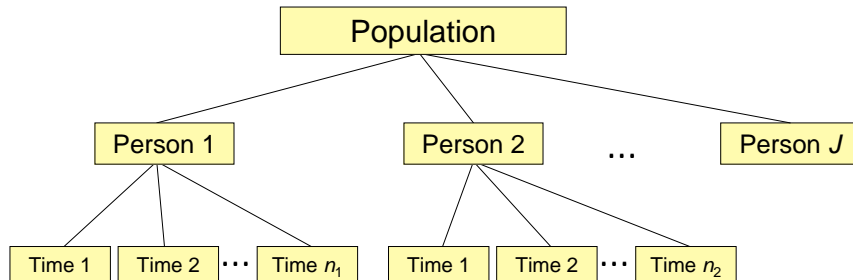 Population
Person 1
Person 2
...
Person J
Time 1
Time 2
...
Time n₁
Time 1
Time 2
...
Time n₂